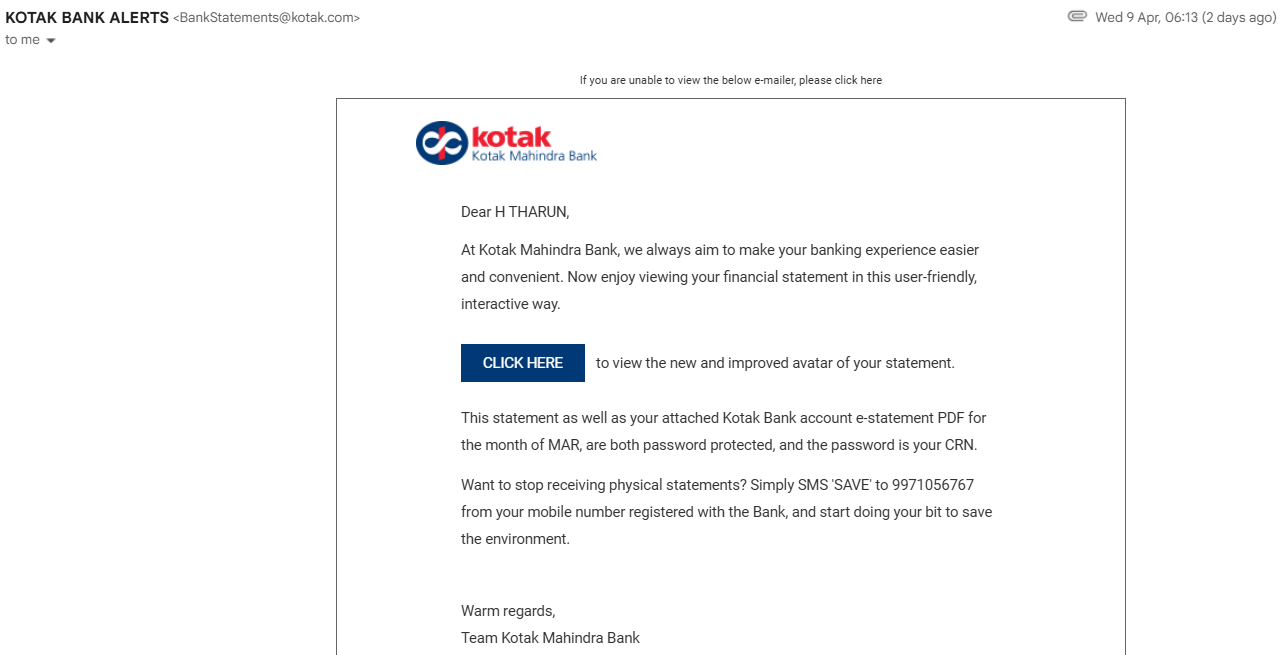 KOTAK BANK ALERTS <BankStatements@kotak.com>
Wed 9 Apr, 06:13 (2 days ago)
to me
If you are unable to view the below e-mailer, please click here
kotak
Kotak Mahindra Bank
Dear H THARUN,
At Kotak Mahindra Bank, we always aim to make your banking experience easier
and convenient. Now enjoy viewing your financial statement in this user-friendly,
interactive way.
CLICK HERE to view the new and improved avatar of your statement.
This statement as well as your attached Kotak Bank account e-statement PDF for
the month of MAR, are both password protected, and the password is your CRN.
Want to stop receiving physical statements? Simply SMS 'SAVE' to 9971056767
from your mobile number registered with the Bank, and start doing your bit to save
the environment.
Warm regards,
Team Kotak Mahindra Bank